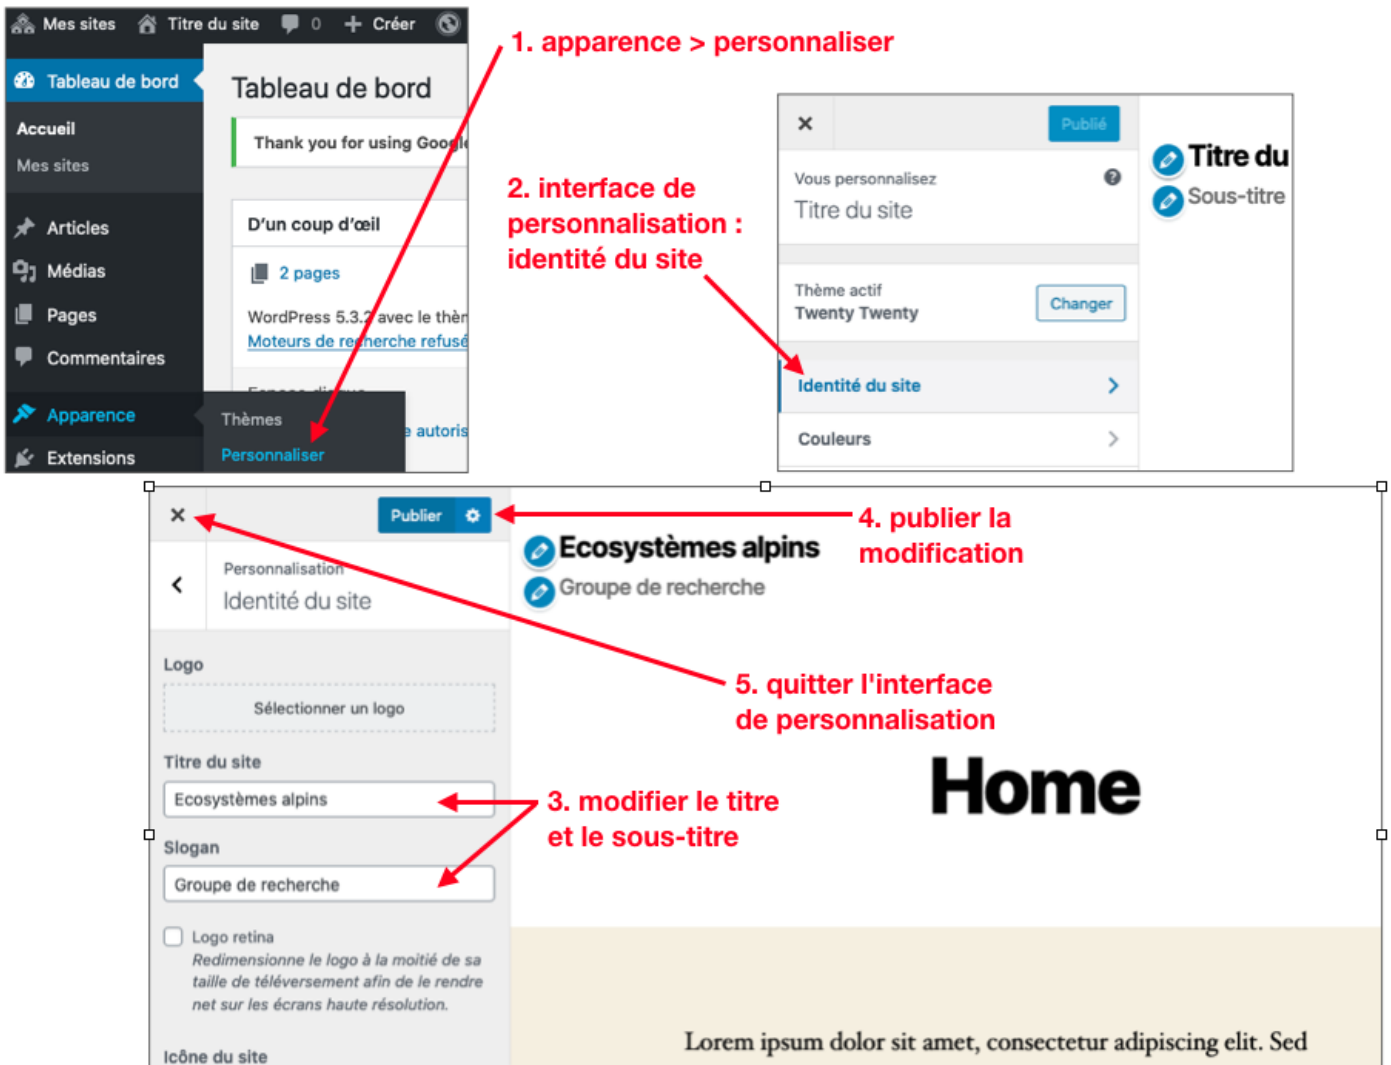 Mes sites Titre du site 0 + Créer
1. apparence > personnaliser
Tableau de bord
Accueil
Mes sites
Articles
Médias
Pages
Commentaires
Apparence
Extensions
Tableau de bord
Thank you for using Google
D'un coup d'œil
2 pages
WordPress 5.3.2 avec le thèm
Moteurs de recherche refusé
Espace disque
e autoris
Thèmes
Personnaliser
2. interface de
personnalisation :
identité du site
Publié
Vous personnalisez
Titre du site
Thème actif
Twenty Twenty
Changer
Identité du site
Couleurs
Titre du
Sous-titre
Publier
4. publier la
modification
Personnalisation
Identité du site
Ecosystèmes alpins
Groupe de recherche
Logo
Sélectionner un logo
5. quitter l'interface
de personnalisation
Titre du site
Ecosystèmes alpins
3. modifier le titre
et le sous-titre
Slogan
Groupe de recherche
Home
Logo retina
Redimensionne le logo à la moitié de sa
taille de téléversement afin de le rendre
net sur les écrans haute résolution.
Icône du site
Lorem ipsum dolor sit amet, consectetur adipiscing elit. Sed